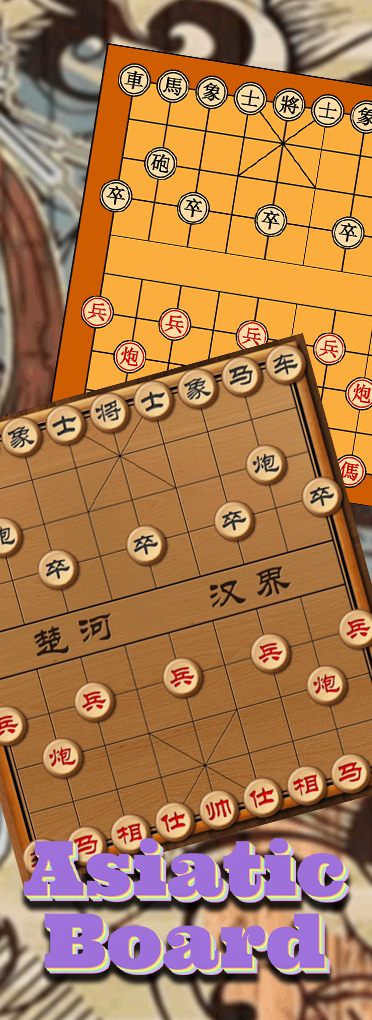 車 馬 象 士 將 士 象
砲
卒 卒 卒 卒
兵 兵 兵 兵
炮 炮
傌
象 士 将 士 象 马 车
炮 炮
卒 卒 卒 卒
楚河 汉界
兵 兵 兵 兵 兵
炮 炮
马 相 仕 帅 仕 相 马
Asiatic
Board